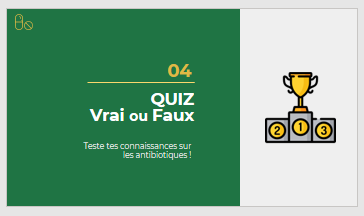 04
QUIZ
Vrai ou Faux
Teste tes connaissances sur
les antibiotiques !
2 1 3